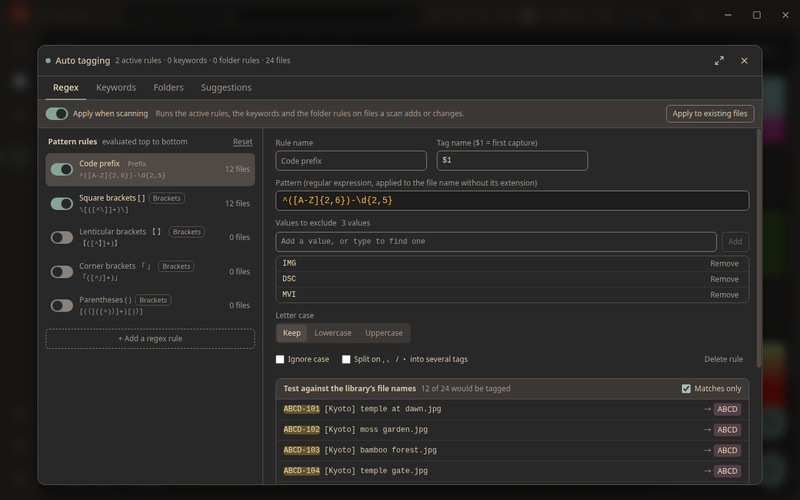 Auto tagging 2 active rules · 0 keywords · 0 folder rules · 24 files
Regex Keywords Folders Suggestions
Apply when scanning Runs the active rules, the keywords and the folder rules on files a scan adds or changes. Apply to existing files
Pattern rules evaluated top to bottom Reset
Code prefix Prefix
^([A-Z]{2,6})-\d{2,5}
12 files
Square brackets [ ] Brackets
\[([^\]]+)\]
12 files
Lenticular brackets 【 】 Brackets
【([^】]+)】
0 files
Corner brackets 「 」 Brackets
「([^」]+)」
0 files
Parentheses ( ) Brackets
[(（]([^)）]+)[)）]
0 files
+ Add a regex rule
Rule name Tag name ($1 = first capture)
Code prefix $1
Pattern (regular expression, applied to the file name without its extension)
^([A-Z]{2,6})-\d{2,5}
Values to exclude 3 values
Add a value, or type to find one Add
IMG Remove
DSC Remove
MVI Remove
Letter case
Keep Lowercase Uppercase
Ignore case Split on , 、 / ・ into several tags Delete rule
Test against the library's file names 12 of 24 would be tagged Matches only
ABCD-101 [Kyoto] temple at dawn.jpg → ABCD
ABCD-102 [Kyoto] moss garden.jpg → ABCD
ABCD-103 [Kyoto] bamboo forest.jpg → ABCD
ABCD-104 [Kyoto] temple gate.jpg → ABCD